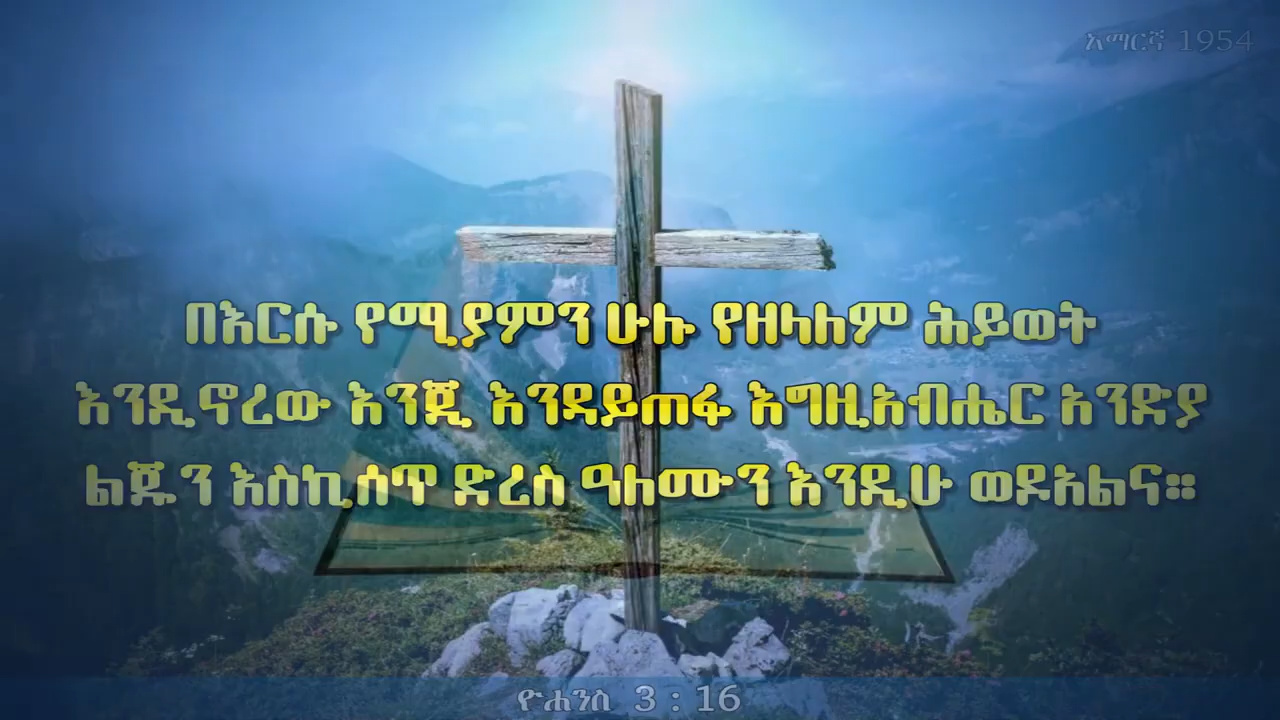 አማርኛ 1954
በእርሱ የሚያምን ሁሉ የዘላለም ሕይወት
እንዲኖረው እንጂ እንዳይጠፋ እግዚአብሔር አንድያ
ልጁን እስኪሰጥ ድረስ ዓለሙን እንዲሁ ወዶአልና።
ዮሐንስ 3 : 16